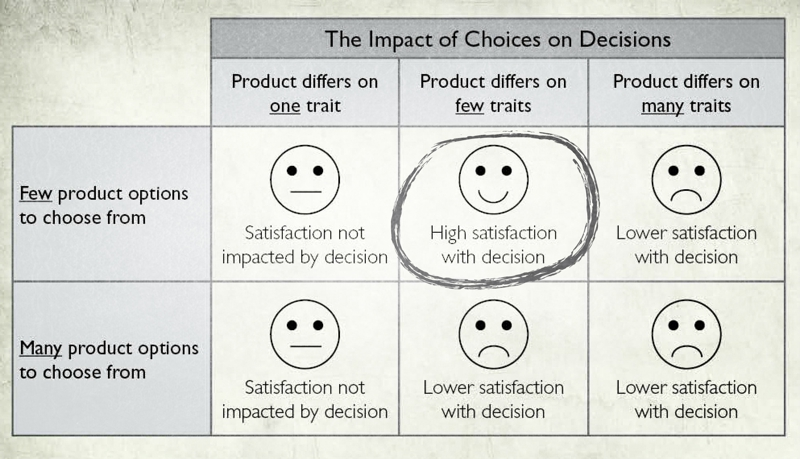 The Impact of Choices on Decisions
Product differs on
one trait
Product differs on
few traits
Product differs on
many traits
Few product options
to choose from
Satisfaction not
impacted by decision
High satisfaction
with decision
Lower satisfaction
with decision
Many product options
to choose from
Satisfaction not
impacted by decision
Lower satisfaction
with decision
Lower satisfaction
with decision